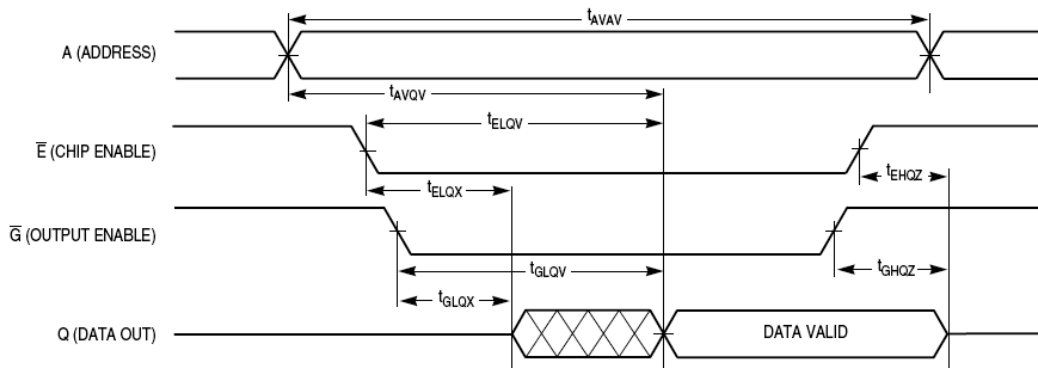 tAVAV
A (ADDRESS)
tAVQV
tELQV
E̅ (CHIP ENABLE)
tEHQZ
tELQX
G̅ (OUTPUT ENABLE)
tGLQV
tGHQZ
tGLQX
Q (DATA OUT)
DATA VALID